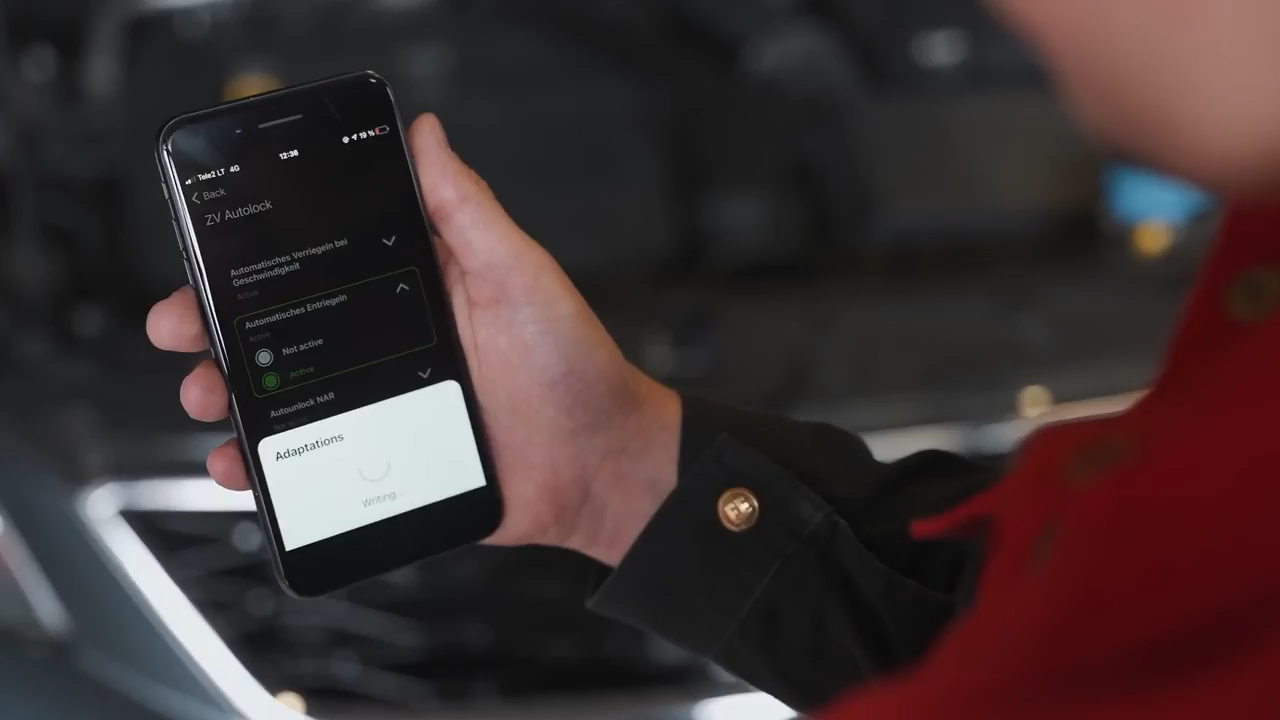 Tele2 LT 4G
12:36
19 %
Back
ZV Autolock
Automatisches Verriegeln bei
Geschwindigkeit
Active
Automatisches Entriegeln
Active
Not active
Active
Autounlock NAR
Adaptations
Writing...